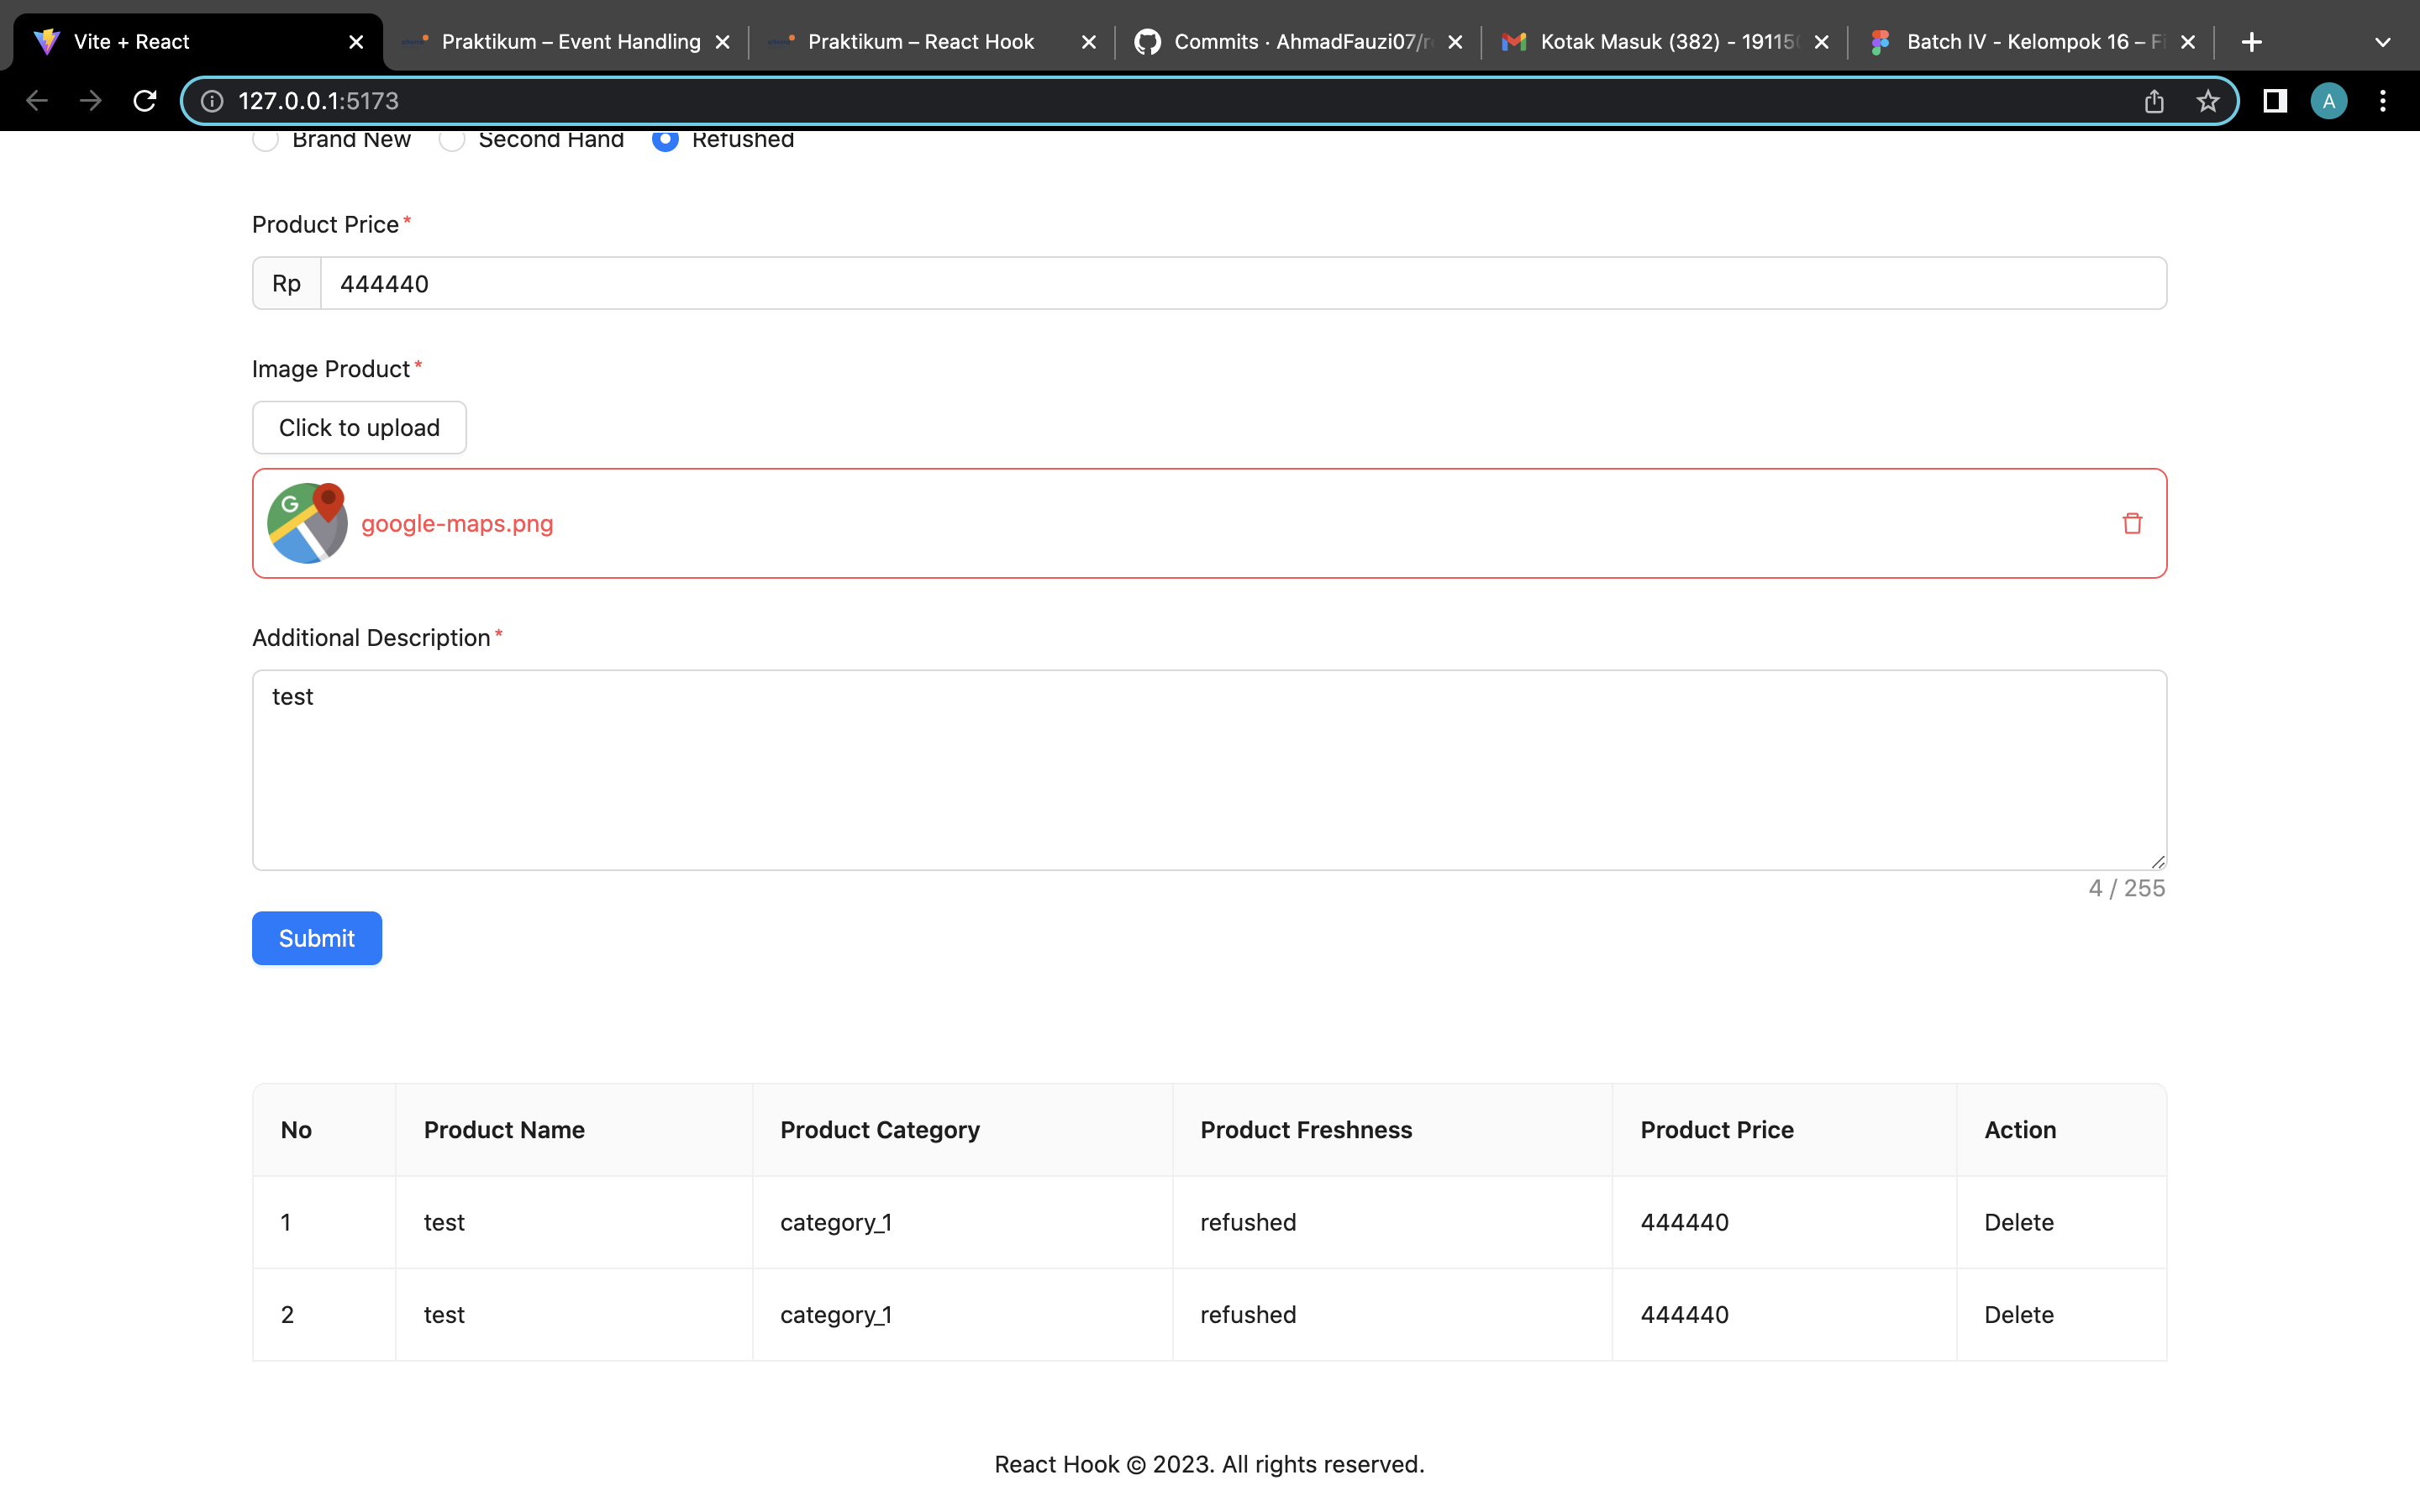 Vite + React
Praktikum – Event Handling
Praktikum – React Hook
Commits · AhmadFauzi07/r
Kotak Masuk (382) - 19115
Batch IV - Kelompok 16 – Fi
127.0.0.1:5173
A
Brand New Second Hand Refushed
Product Price*
Rp 444440
Image Product*
Click to upload
G
google-maps.png
Additional Description*
test
4 / 255
Submit
No Product Name Product Category Product Freshness Product Price Action
1 test category_1 refushed 444440 Delete
2 test category_1 refushed 444440 Delete
React Hook © 2023. All rights reserved.